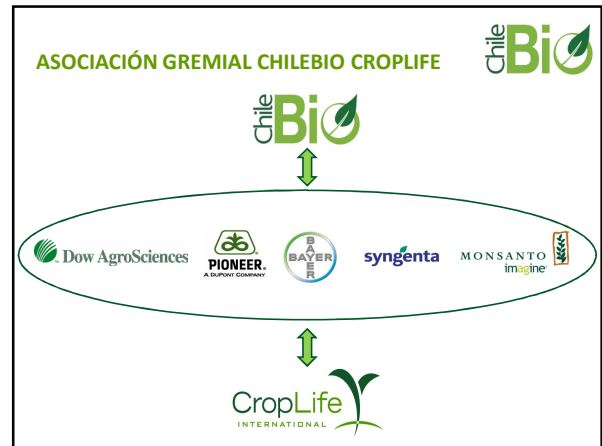 ASOCIACIÓN GREMIAL CHILEBIO CROPLIFE
Chile Bio
Chile Bio
Dow AgroSciences
PIONEER.
A DUPONT COMPANY
BAYER
BAYER
syngenta
MONSANTO
imagine
CropLife
INTERNATIONAL